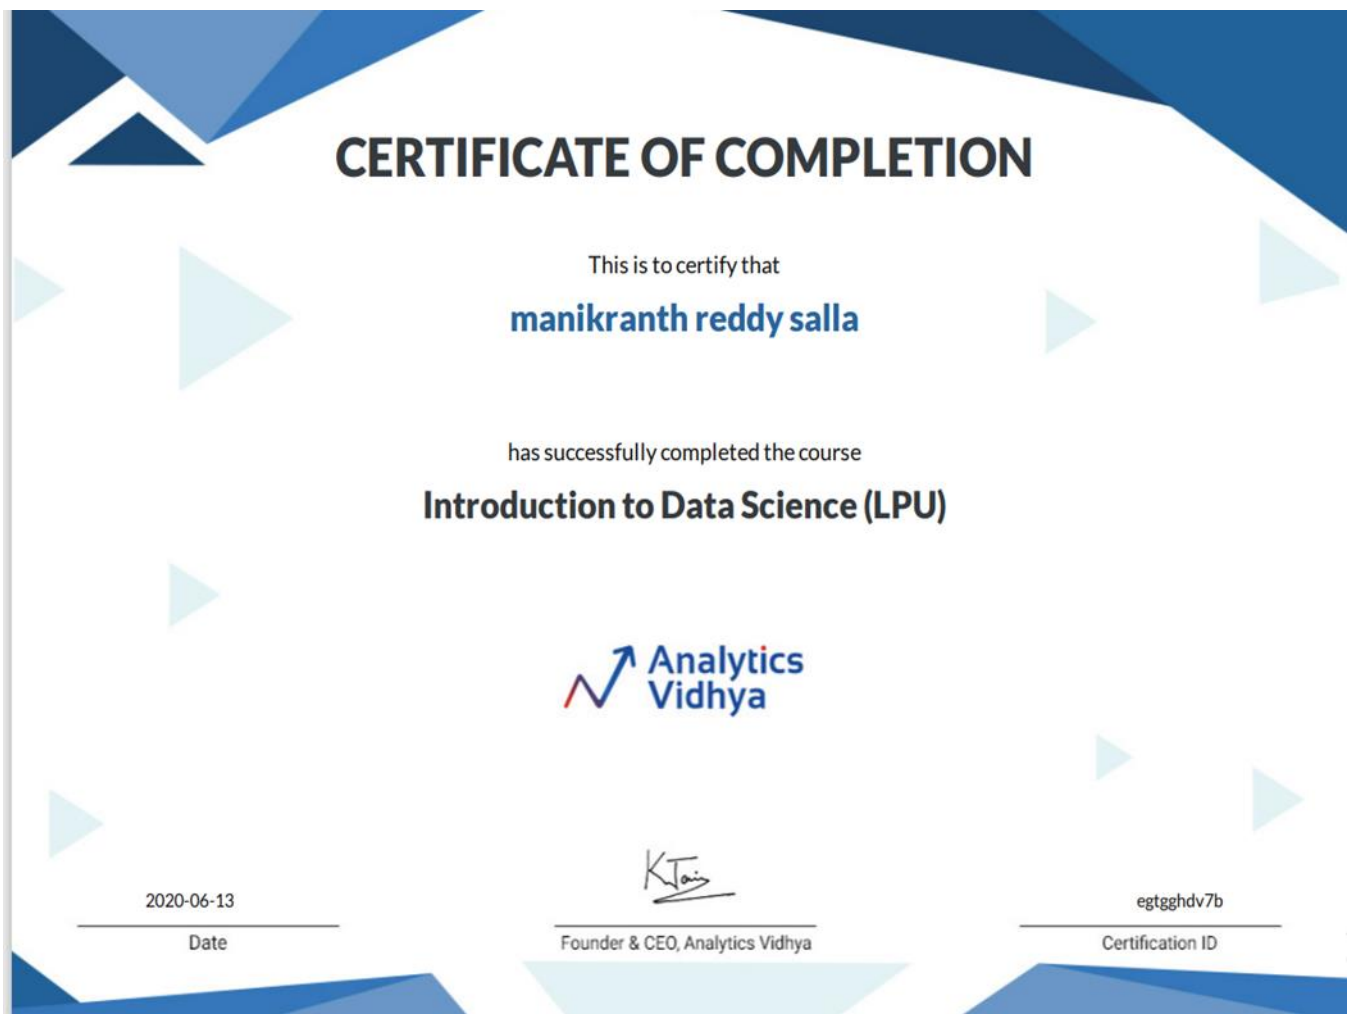 CERTIFICATE OF COMPLETION
This is to certify that
manikranth reddy salla
has successfully completed the course
Introduction to Data Science (LPU)
Analytics
Vidhya
KJain
2020-06-13
egtgghdv7b
Date
Founder & CEO, Analytics Vidhya
Certification ID